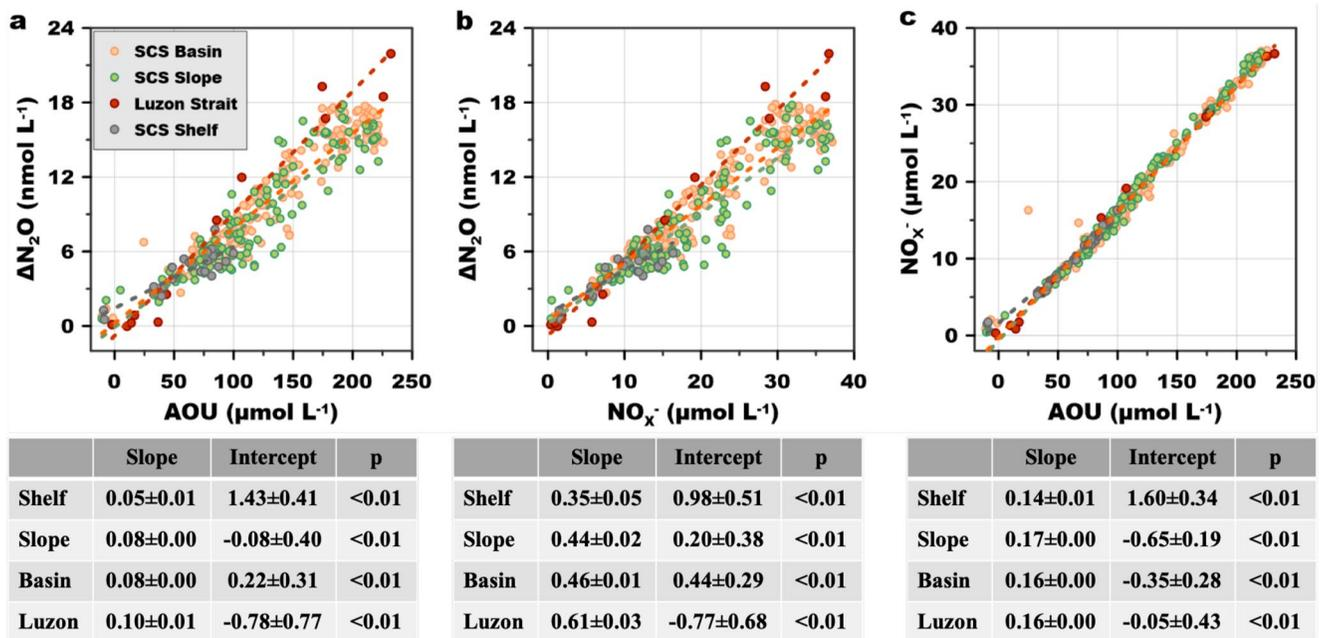 a
24
18
12
6
0
ΔN₂O (nmol L⁻¹)
SCS Basin
SCS Slope
Luzon Strait
SCS Shelf
0 50 100 150 200 250
AOU (µmol L⁻¹)
b
24
18
12
6
0
ΔN₂O (nmol L⁻¹)
0 10 20 30 40
NOₓ⁻ (µmol L⁻¹)
c
40
30
20
10
0
NOₓ⁻ (µmol L⁻¹)
0 50 100 150 200 250
AOU (µmol L⁻¹)
Slope Intercept p
Shelf 0.05±0.01 1.43±0.41 <0.01
Slope 0.08±0.00 -0.08±0.40 <0.01
Basin 0.08±0.00 0.22±0.31 <0.01
Luzon 0.10±0.01 -0.78±0.77 <0.01
Slope Intercept p
Shelf 0.35±0.05 0.98±0.51 <0.01
Slope 0.44±0.02 0.20±0.38 <0.01
Basin 0.46±0.01 0.44±0.29 <0.01
Luzon 0.61±0.03 -0.77±0.68 <0.01
Slope Intercept p
Shelf 0.14±0.01 1.60±0.34 <0.01
Slope 0.17±0.00 -0.65±0.19 <0.01
Basin 0.16±0.00 -0.35±0.28 <0.01
Luzon 0.16±0.00 -0.05±0.43 <0.01